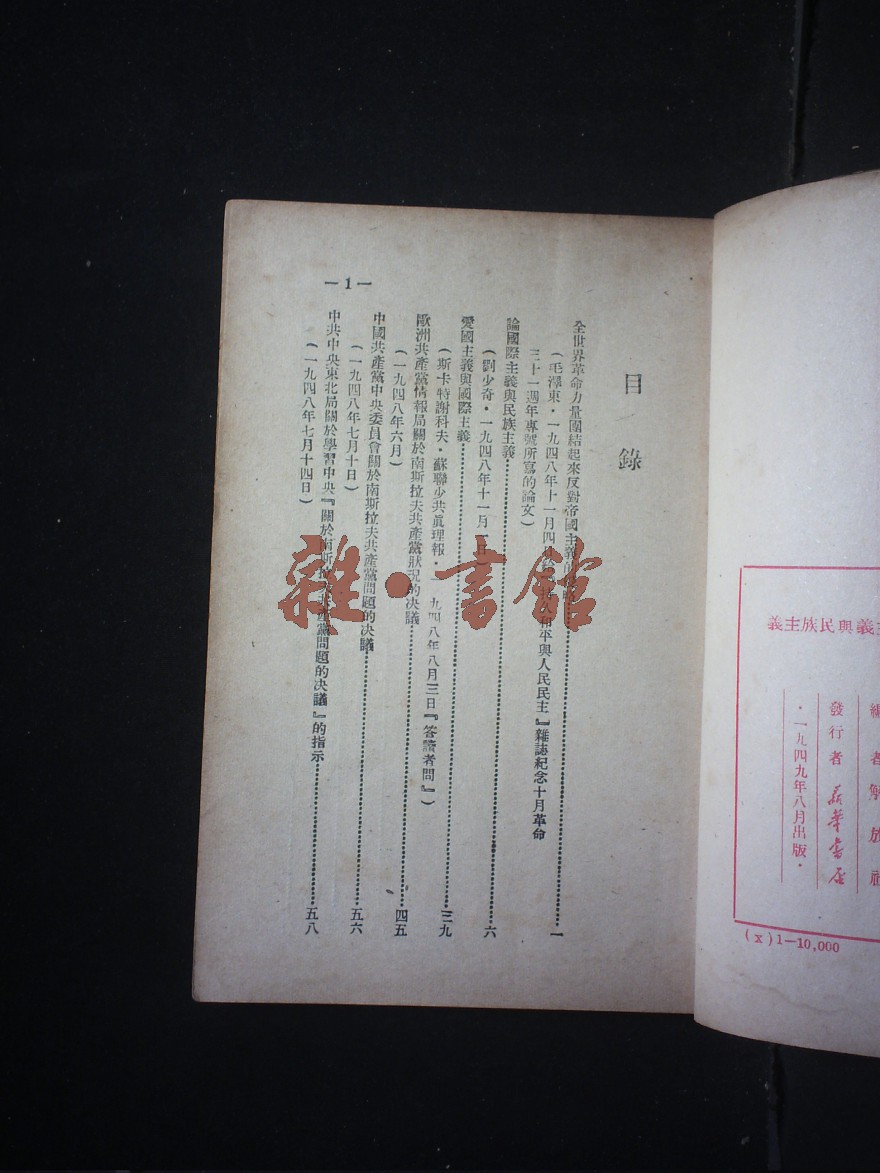 義主族民與義主
編者解放社
發行者 新華書店
・一九四九年八月出版・
(x)1—10,000
目錄
全世界革命力量團結起來反對帝國主義的 一
(毛澤東・一九四八年十一月 和平與人民民主』雜誌紀念十月革命
三十一週年專號所寫的論文)
論國際主義與民族主義 六
(劉少奇・一九四八年十一月 日)
愛國主義與國際主義 三九
(斯卡特謝科夫・蘇聯少共眞理報・一九四八年八月三日『答讀者問』)
歐洲共產黨情報局關於南斯拉夫共產黨狀況的決議 四五
(一九四八年六月)
中國共產黨中央委員會關於南斯拉夫共產黨問題的決議 五六
(一九四八年七月十日)
中共中央東北局關於學習中央『關於南斯拉夫共產黨問題的決議』的指示 五八
(一九四八年七月十四日)
—1—
雜・書館